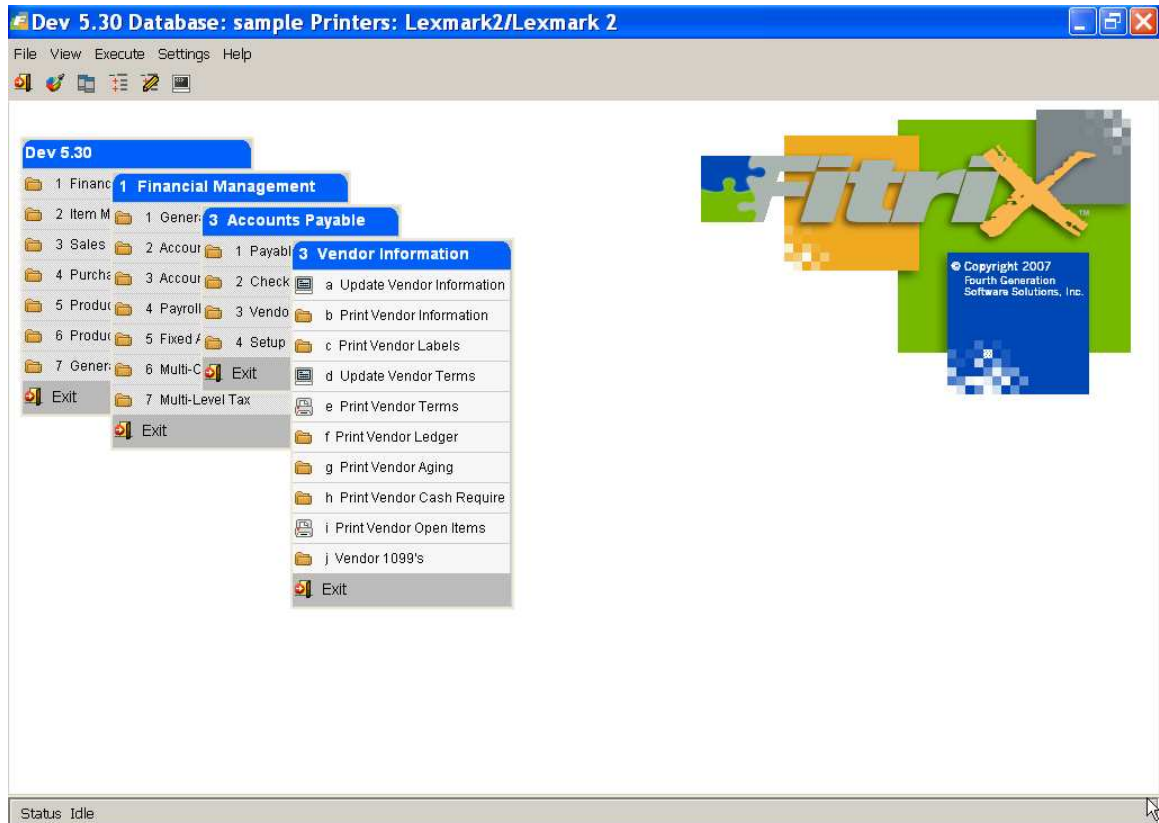 Dev 5.30 Database: sample Printers: Lexmark2/Lexmark 2
File View Execute Settings Help
Dev 5.30
1 Financ
2 Item M
3 Sales
4 Purcha
5 Produc
6 Produc
7 Genera
Exit
1 Financial Management
1 Genera
2 Accour
3 Accour
4 Payroll
5 Fixed A
6 Multi-C
7 Multi-Level Tax
Exit
3 Accounts Payable
1 Payabl
2 Check
3 Vendo
4 Setup
Exit
3 Vendor Information
a Update Vendor Information
b Print Vendor Information
c Print Vendor Labels
d Update Vendor Terms
e Print Vendor Terms
f Print Vendor Ledger
g Print Vendor Aging
h Print Vendor Cash Require
i Print Vendor Open Items
j Vendor 1099's
Exit
FitriX
TM
© Copyright 2007
Fourth Generation
Software Solutions, Inc.
Status Idle